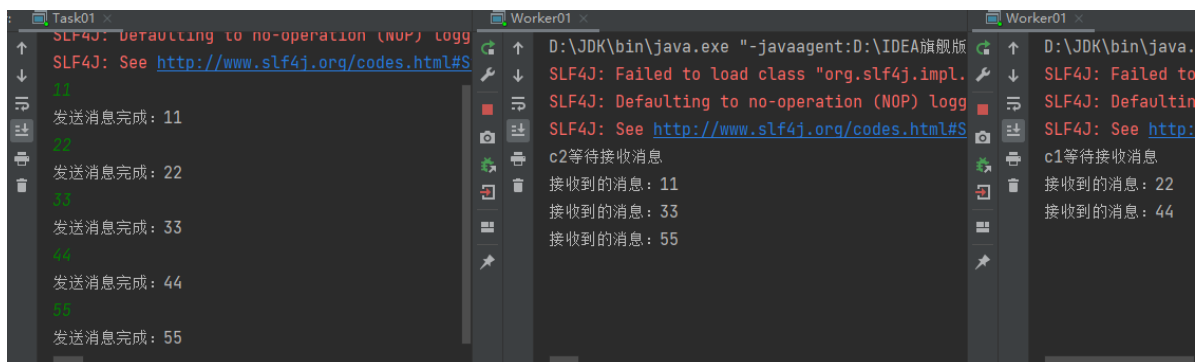 Task01
SLF4J: Defaulting to no-operation (NOP) logg
SLF4J: See http://www.slf4j.org/codes.html#S
11
发送消息完成：11
22
发送消息完成：22
33
发送消息完成：33
44
发送消息完成：44
55
发送消息完成：55
Worker01
D:\JDK\bin\java.exe "-javaagent:D:\IDEA旗舰版
SLF4J: Failed to load class "org.slf4j.impl.
SLF4J: Defaulting to no-operation (NOP) logg
SLF4J: See http://www.slf4j.org/codes.html#S
c2等待接收消息
接收到的消息：11
接收到的消息：33
接收到的消息：55
Worker01
D:\JDK\bin\java.
SLF4J: Failed to
SLF4J: Defaultin
SLF4J: See http:
c1等待接收消息
接收到的消息：22
接收到的消息：44